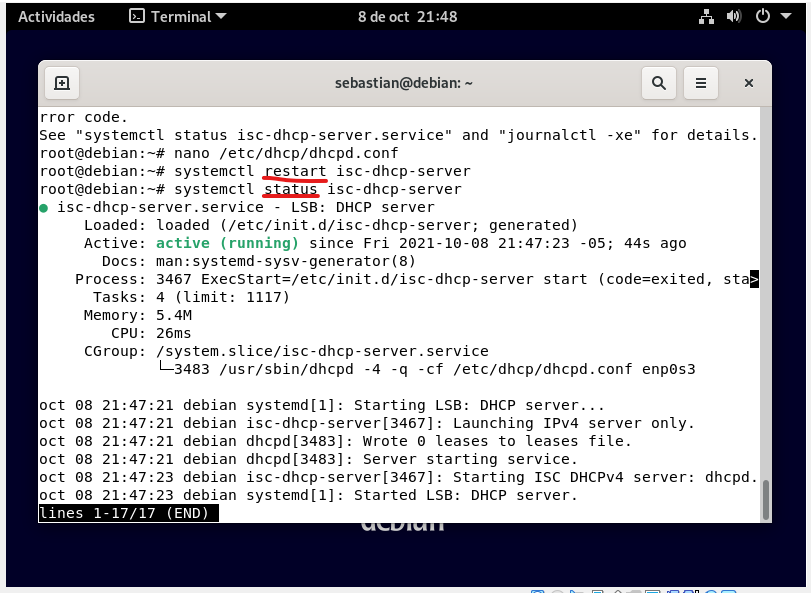 Actividades Terminal 8 de oct 21:48
sebastian@debian: ~
rror code.
See "systemctl status isc-dhcp-server.service" and "journalctl -xe" for details.
root@debian:~# nano /etc/dhcp/dhcpd.conf
root@debian:~# systemctl restart isc-dhcp-server
root@debian:~# systemctl status isc-dhcp-server
● isc-dhcp-server.service - LSB: DHCP server
Loaded: loaded (/etc/init.d/isc-dhcp-server; generated)
Active: active (running) since Fri 2021-10-08 21:47:23 -05; 44s ago
Docs: man:systemd-sysv-generator(8)
Process: 3467 ExecStart=/etc/init.d/isc-dhcp-server start (code=exited, sta>
Tasks: 4 (limit: 1117)
Memory: 5.4M
CPU: 26ms
CGroup: /system.slice/isc-dhcp-server.service
└─3483 /usr/sbin/dhcpd -4 -q -cf /etc/dhcp/dhcpd.conf enp0s3
oct 08 21:47:21 debian systemd[1]: Starting LSB: DHCP server...
oct 08 21:47:21 debian isc-dhcp-server[3467]: Launching IPv4 server only.
oct 08 21:47:21 debian dhcpd[3483]: Wrote 0 leases to leases file.
oct 08 21:47:21 debian dhcpd[3483]: Server starting service.
oct 08 21:47:23 debian isc-dhcp-server[3467]: Starting ISC DHCPv4 server: dhcpd.
oct 08 21:47:23 debian systemd[1]: Started LSB: DHCP server.
lines 1-17/17 (END)
debian